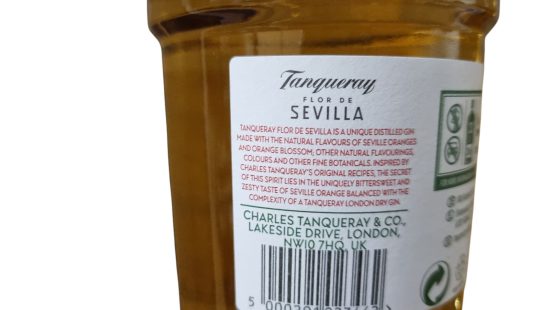 Tanqueray
FLOR DE
SEVILLA
TANQUERAY FLOR DE SEVILLA IS A UNIQUE DISTILLED GIN
MADE WITH THE NATURAL FLAVOURS OF SEVILLE ORANGES
AND ORANGE BLOSSOM, OTHER NATURAL FLAVOURINGS,
COLOURS AND OTHER FINE BOTANICALS. INSPIRED BY
CHARLES TANQUERAY'S ORIGINAL RECIPES, THE SECRET
OF THIS SPIRIT LIES IN THE UNIQUELY BITTERSWEET AND
ZESTY TASTE OF SEVILLE ORANGE BALANCED WITH THE
COMPLEXITY OF A TANQUERAY LONDON DRY GIN.
CHARLES TANQUERAY & CO.,
LAKESIDE DRIVE, LONDON,
NW10 7HQ, UK
5